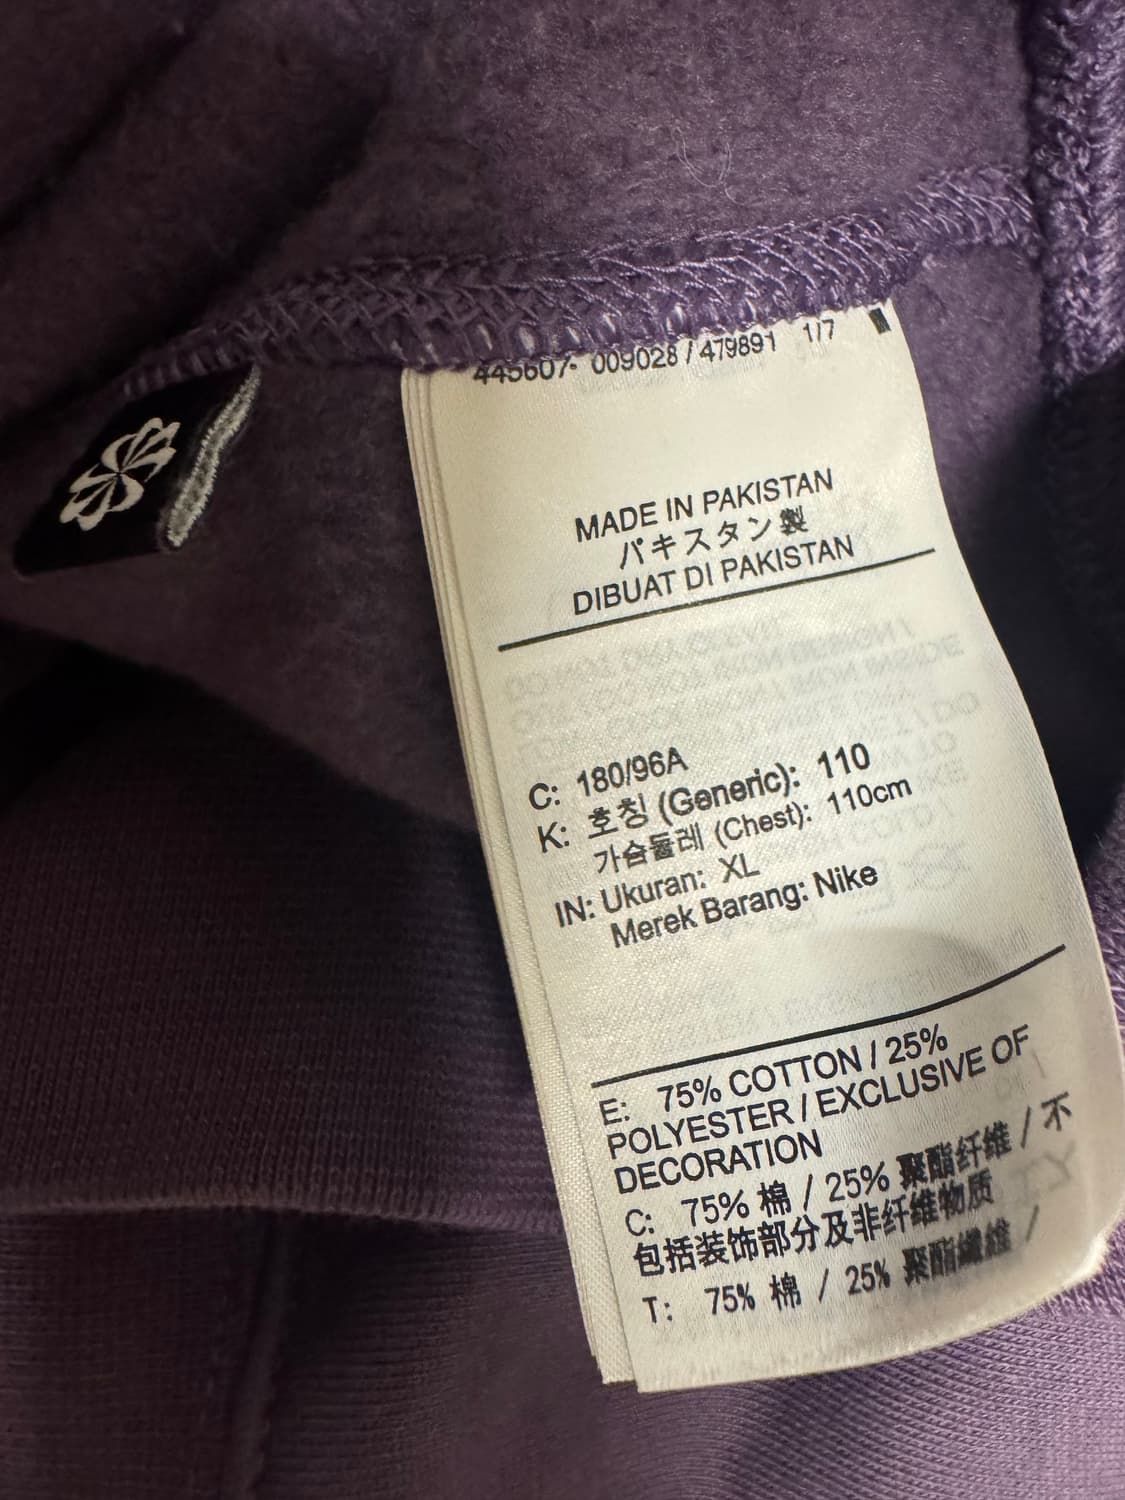 445607- 009028 / 479891 1/7
MADE IN PAKISTAN
パキスタン製
DIBUAT DI PAKISTAN
C: 180/96A
K: 호칭 (Generic): 110
가슴둘레 (Chest): 110cm
IN: Ukuran: XL
Merek Barang: Nike
E: 75% COTTON / 25%
POLYESTER / EXCLUSIVE OF
DECORATION
C: 75% 棉 / 25% 聚酯纤维 / 不
包括装饰部分及非纤维物质
T: 75% 棉 / 25% 聚酯纖維 /